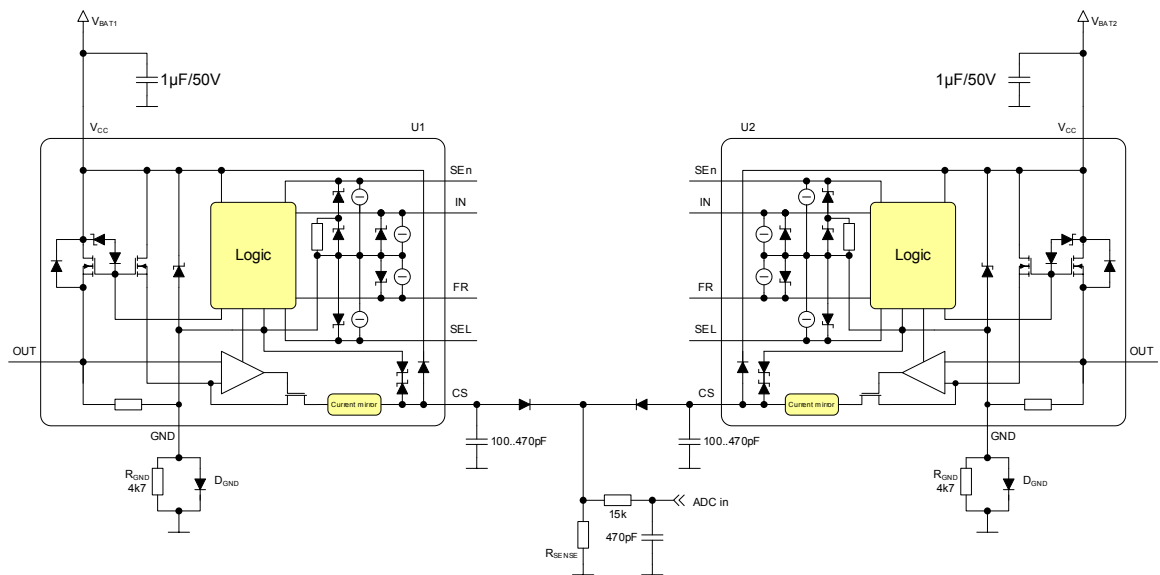 VBAT1
VBAT2
1µF/50V
1µF/50V
VCC
U1
U2
VCC
SEn
SEn
IN
IN
Logic
Logic
FR
FR
SEL
SEL
OUT
OUT
Current mirror
CS
CS
Current mirror
GND
GND
100..470pF
100..470pF
RGND
4k7
DGND
RGND
4k7
DGND
ADC in
15k
470pF
RSENSE